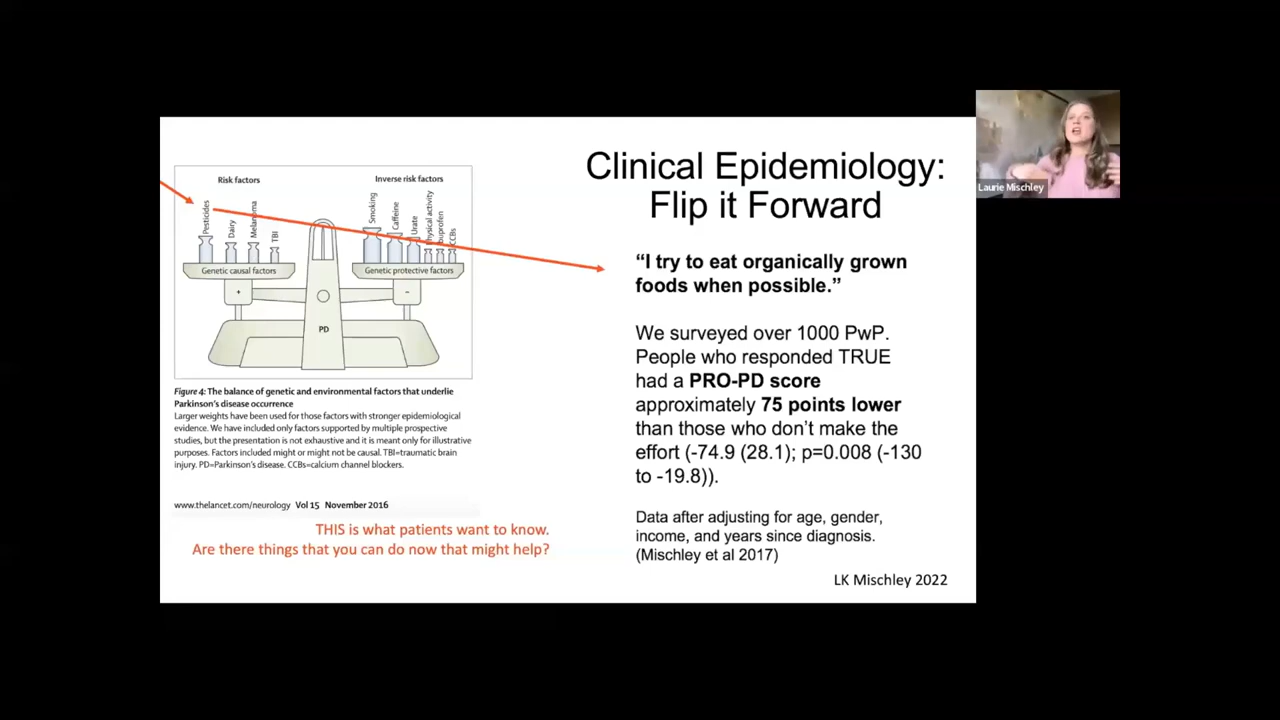 Clinical Epidemiology:
Flip it Forward
Risk factors
Inverse risk factors
Pesticides
Dairy
Melanoma
TBI
Smoking
Caffeine
Urate
Physical activity
Ibuprofen
CCBs
Genetic causal factors
Genetic protective factors
+
–
PD
Figure 4: The balance of genetic and environmental factors that underlie
Parkinson's disease occurrence
Larger weights have been used for those factors with stronger epidemiological
evidence. We have included only factors supported by multiple prospective
studies, but the presentation is not exhaustive and it is meant only for illustrative
purposes. Factors included might or might not be causal. TBI=traumatic brain
injury. PD=Parkinson's disease. CCBs=calcium channel blockers.
www.thelancet.com/neurology Vol 15 November 2016
THIS is what patients want to know.
Are there things that you can do now that might help?
“I try to eat organically grown
foods when possible.”
We surveyed over 1000 PwP.
People who responded TRUE
had a PRO-PD score
approximately 75 points lower
than those who don’t make the
effort (-74.9 (28.1); p=0.008 (-130
to -19.8)).
Data after adjusting for age, gender,
income, and years since diagnosis.
(Mischley et al 2017)
LK Mischley 2022
Laurie Mischley